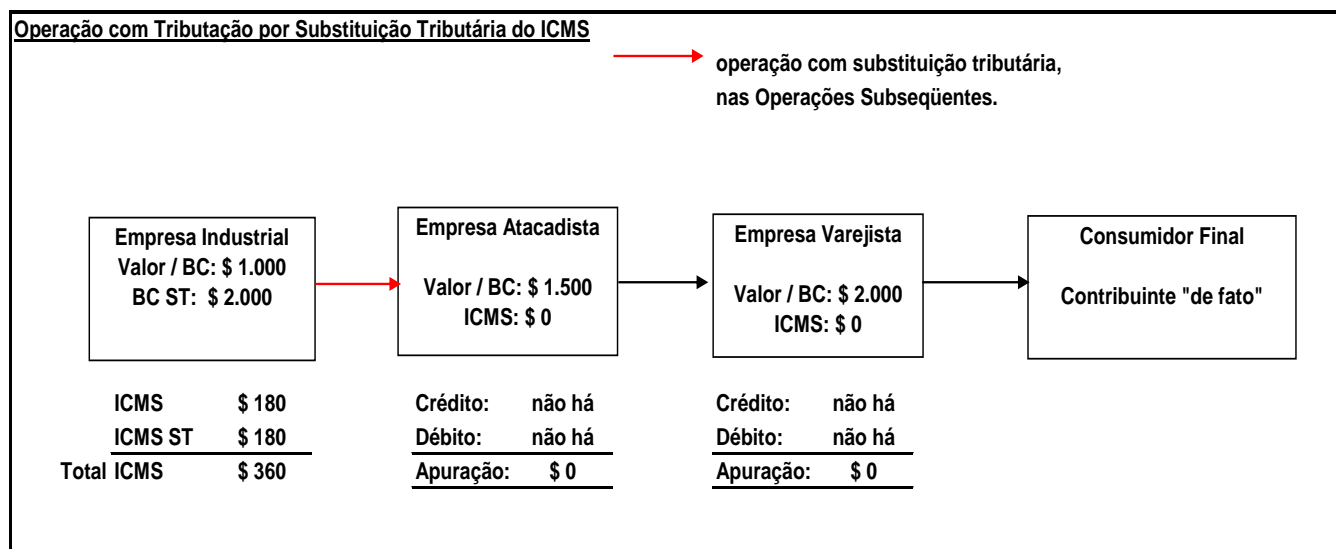 Operação com Tributação por Substituição Tributária do ICMS
operação com substituição tributária,
nas Operações Subseqüentes.
Empresa Industrial
Valor / BC: $ 1.000
BC ST: $ 2.000
Empresa Atacadista
Valor / BC: $ 1.500
ICMS: $ 0
Empresa Varejista
Valor / BC: $ 2.000
ICMS: $ 0
Consumidor Final
Contribuinte "de fato"
ICMS $ 180
ICMS ST $ 180
Total ICMS $ 360
Crédito: não há
Débito: não há
Apuração: $ 0
Crédito: não há
Débito: não há
Apuração: $ 0